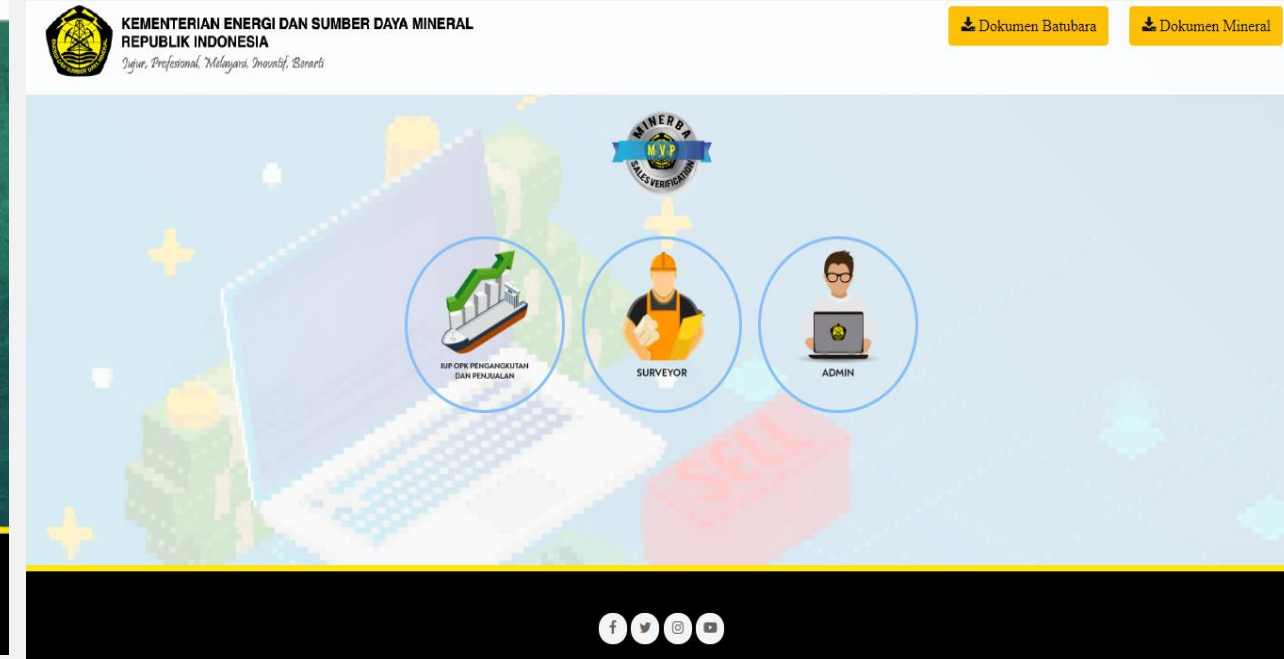 KEMENTERIAN ENERGI DAN SUMBER DAYA MINERAL
REPUBLIK INDONESIA
Jujur, Profesional, Melayani, Inovatif, Berarti
Dokumen Batubara
Dokumen Mineral
MINERBA
MVP
SALES VERIFICATION
IUP OPK PENGANGKUTAN
DAN PENJUALAN
SURVEYOR
ADMIN
SELL